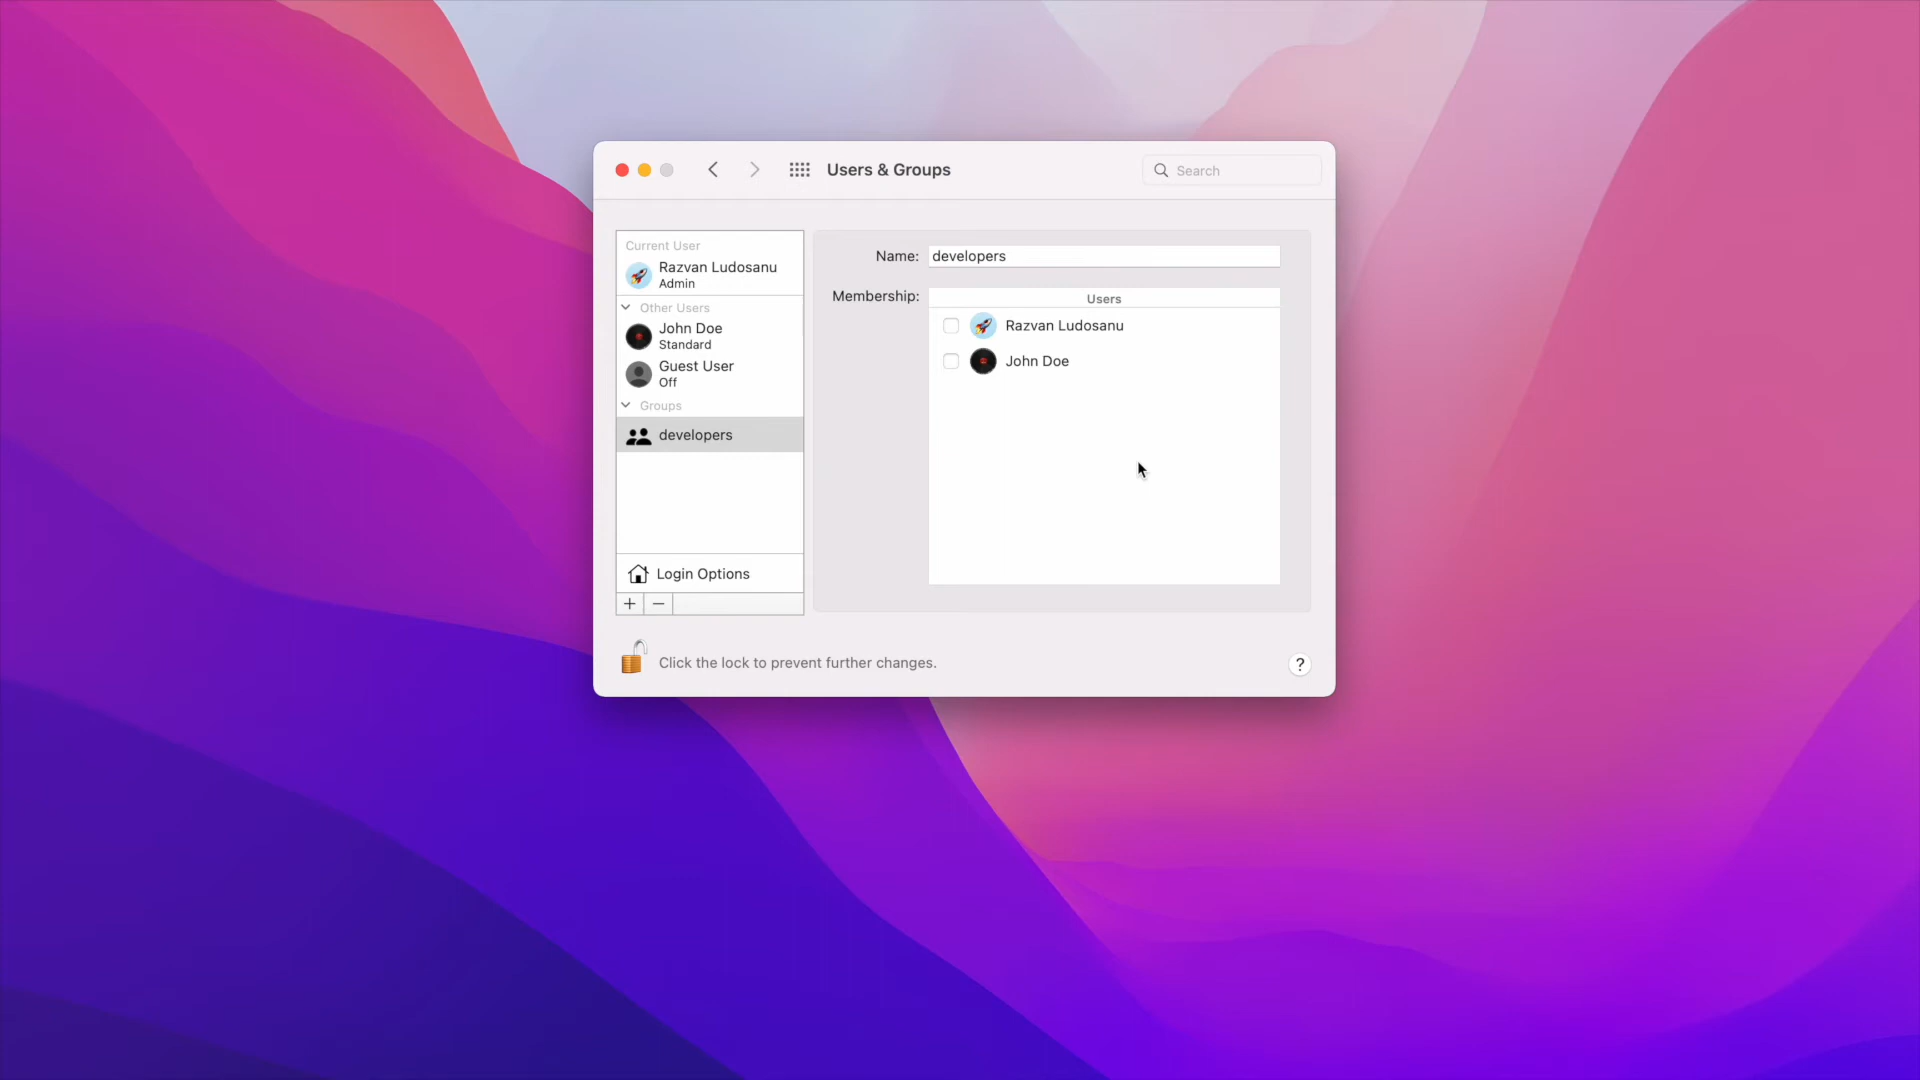 Users & Groups
Search
Current User
Razvan Ludosanu
Admin
Other Users
John Doe
Standard
Guest User
Off
Groups
developers
Login Options
Name: developers
Membership: Users
Razvan Ludosanu
John Doe
Click the lock to prevent further changes.
?